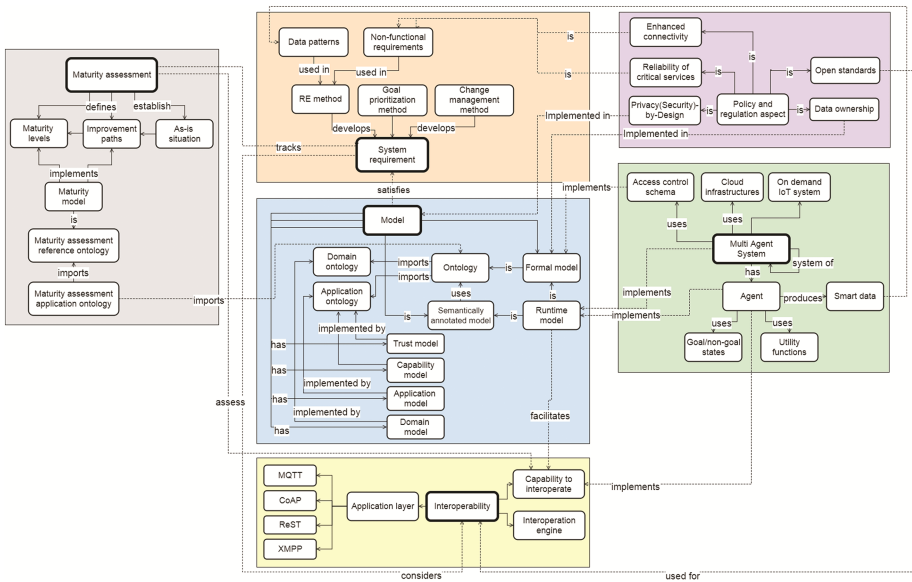 Maturity assessment
defines
establish
Maturity
levels
Improvement
paths
As-is
situation
implements
Maturity
model
is
Maturity assessment
reference ontology
imports
Maturity assessment
application ontology
Data patterns
Non-functional
requirements
used in
used in
RE method
Goal
prioritization
method
Change
management
method
develops
develops
System
requirement
tracks
satisfies
Enhanced
connectivity
is
is
Reliability of
critical services
is
is
is
Open standards
Privacy(Security)-
by-Design
is
Policy and
regulation aspect
is
Data ownership
Implemented in
Implemented in
implements
Access control
schema
Cloud
infrastructures
On demand
IoT system
uses
uses
Multi Agent
System
system of
has
implements
implements
Agent
produces
Smart data
uses
uses
Goal/non-goal
states
Utility
functions
Model
Domain
ontology
imports
imports
Ontology
is
Formal model
imports
Application
ontology
uses
is
is
Semantically
annotated model
is
Runtime
model
implemented by
has
Trust model
has
Capability
model
implemented by
has
Application
model
implemented by
has
Domain
model
assess
facilitates
MQTT
CoAP
ReST
XMPP
Application layer
Interoperability
Capability to
interoperate
Interoperation
engine
implements
considers
used for